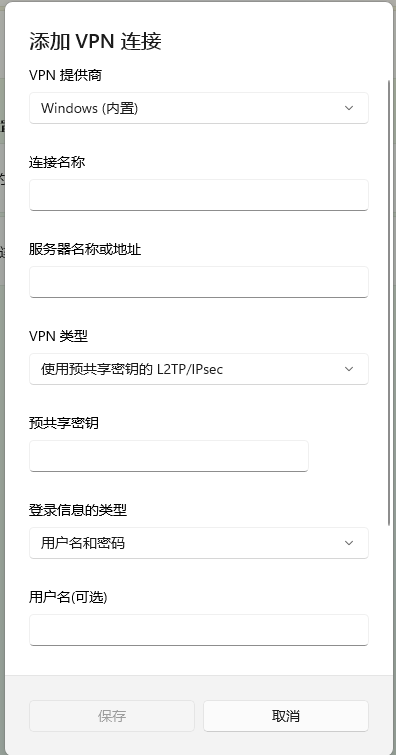 添加 VPN 连接
VPN 提供商
Windows (内置)
连接名称
服务器名称或地址
VPN 类型
使用预共享密钥的 L2TP/IPsec
预共享密钥
登录信息的类型
用户名和密码
用户名(可选)
保存
取消